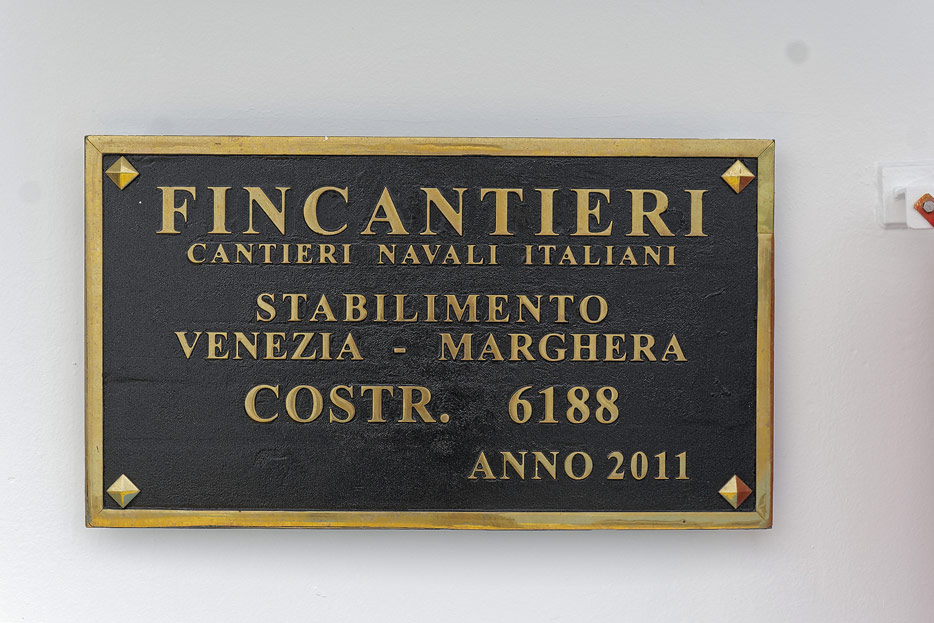 FINCANTIERI
CANTIERI NAVALI ITALIANI
STABILIMENTO
VENEZIA - MARGHERA
COSTR. 6188
ANNO 2011